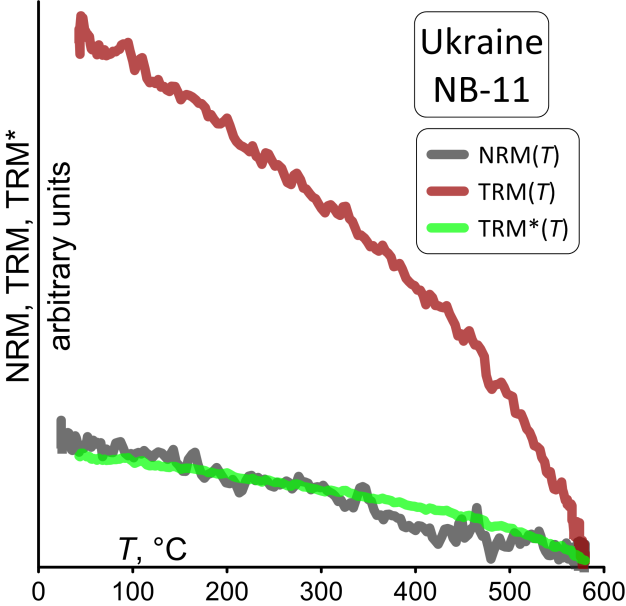 Ukraine
NB-11
NRM(T)
TRM(T)
TRM*(T)
NRM, TRM, TRM*
arbitrary units
T, °C
0 100 200 300 400 500 600